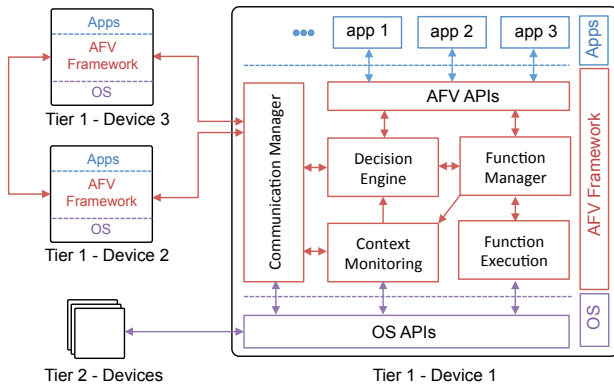 Apps
AFV
Framework
OS
Tier 1 - Device 3
Apps
AFV
Framework
OS
Tier 1 - Device 2
Tier 2 - Devices
app 1
app 2
app 3
Apps
AFV APIs
Communication Manager
Decision
Engine
Function
Manager
Context
Monitoring
Function
Execution
AFV Framework
OS APIs
OS
Tier 1 - Device 1